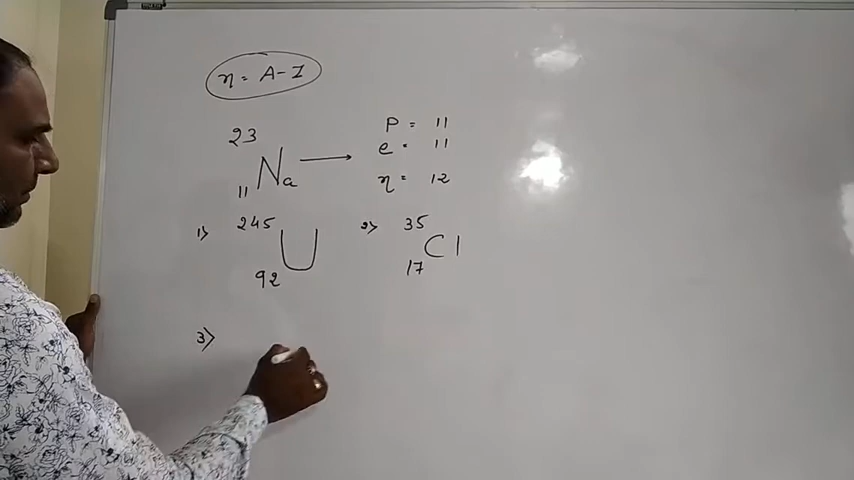 η = A - Z
23
11 Na → P = 11
e = 11
η = 12
1) 245 92 U 2) 35 17 Cl
3)